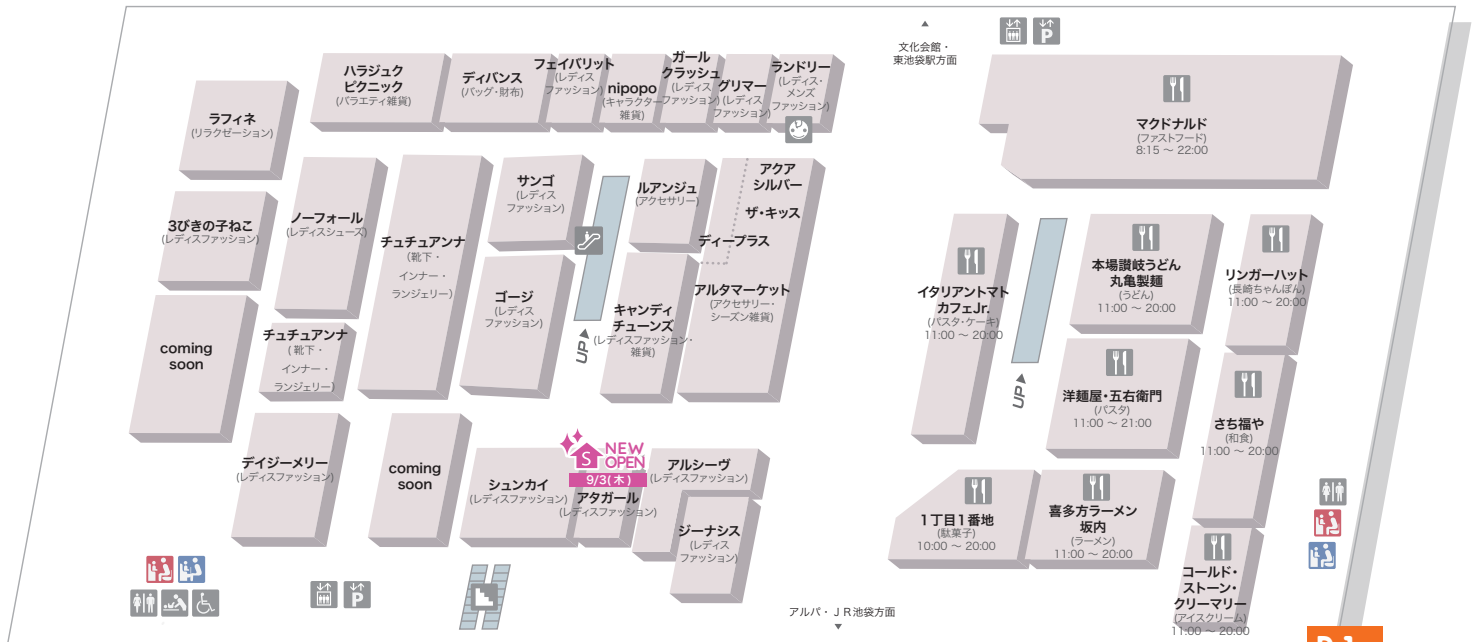 文化会館・
東池袋駅方面
P
ハラジュク
ピクニック
(バラエティ雑貨)
ディバンス
(バッグ・財布)
フェイバリット
(レディス
ファッション)
nipopo
(キャラクター
雑貨)
ガール
クラッシュ
(レディス
ファッション)
グリマー
(レディス
ファッション)
ランドリー
(レディス・
メンズ
ファッション)
マクドナルド
(ファストフード)
8:15 ～ 22:00
ラフィネ
(リラクゼーション)
3びきの子ねこ
(レディスファッション)
ノーフォール
(レディスシューズ)
チュチュアンナ
(靴下・
インナー・
ランジェリー)
サンゴ
(レディス
ファッション)
ゴージ
(レディス
ファッション)
UP
ルアンジュ
(アクセサリー)
アクア
シルバー
ザ・キッス
ディープラス
アルタマーケット
(アクセサリー・
シーズン雑貨)
キャンディ
チューンズ
(レディスファッション・
雑貨)
イタリアントマト
カフェJr.
(パスタ・ケーキ)
11:00 ～ 20:00
UP
本場讃岐うどん
丸亀製麺
(うどん)
11:00 ～ 20:00
リンガーハット
(長崎ちゃんぽん)
11:00 ～ 20:00
coming
soon
チュチュアンナ
(靴下・
インナー・
ランジェリー)
洋麺屋・五右衛門
(パスタ)
11:00 ～ 21:00
さち福や
(和食)
11:00 ～ 20:00
デイジーメリー
(レディスファッション)
coming
soon
シュンカイ
(レディスファッション)
S
NEW
OPEN
9/3(木)
アタガール
(レディスファッション)
アルシーヴ
(レディスファッション)
ジーナシス
(レディス
ファッション)
1丁目1番地
(駄菓子)
10:00 ～ 20:00
喜多方ラーメン
坂内
(ラーメン)
11:00 ～ 20:00
コールド・
ストーン・
クリーマリー
(アイスクリーム)
11:00 ～ 20:00
P
アルパ・ＪＲ池袋方面